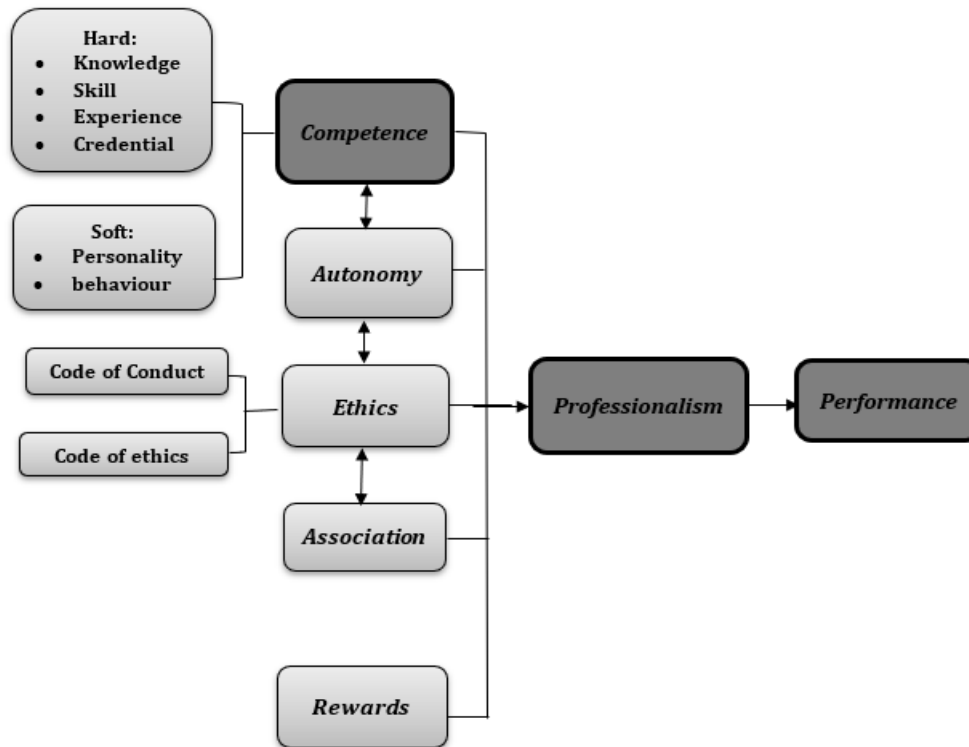 Hard:
• Knowledge
• Skill
• Experience
• Credential
Competence
Soft:
• Personality
• behaviour
Autonomy
Code of Conduct
Code of ethics
Ethics
Association
Rewards
Professionalism
Performance